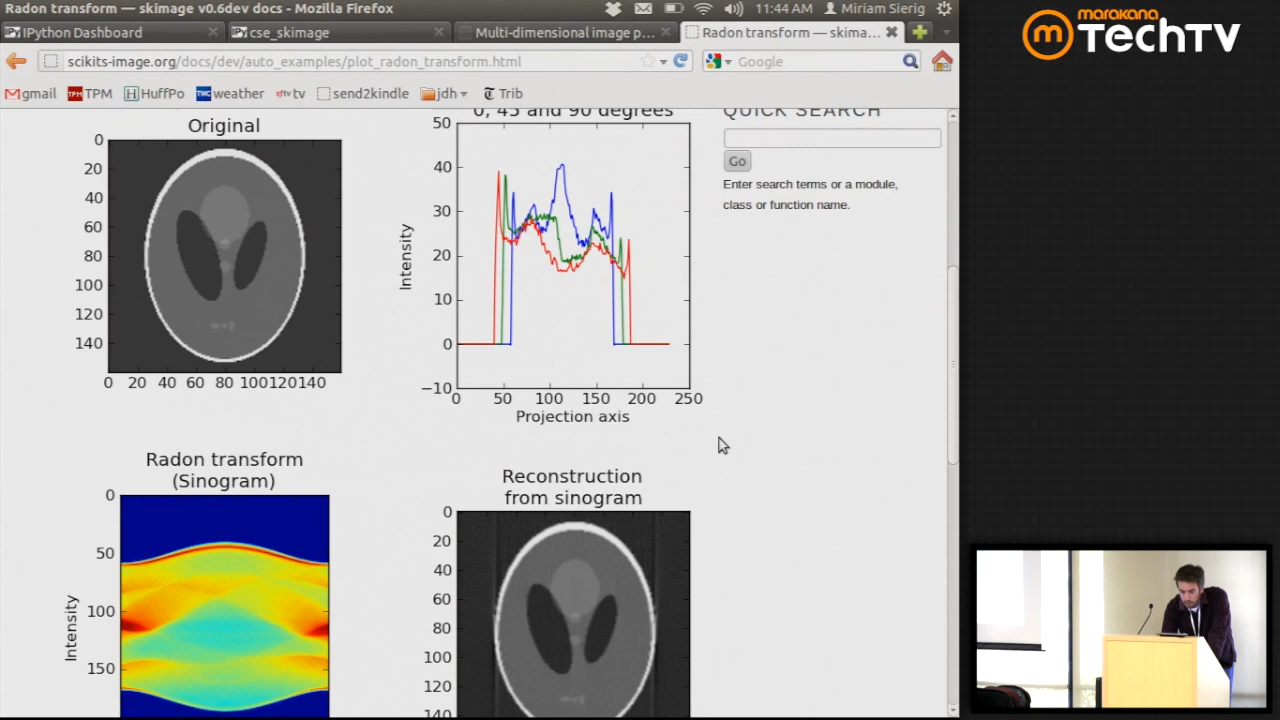 Radon transform — skimage v0.6dev docs - Mozilla Firefox
11:44 AM
Miriam Sierig
IPython Dashboard
cse_skimage
Multi-dimensional image p...
Radon transform — skima...
scikits-image.org/docs/dev/auto_examples/plot_radon_transform.html
Google
gmail
TPM TPM
H HuffPo
TWC weather
xftv tv
send2kindle
jdh
Trib
Original
0
20
40
60
80
100
120
140
0 20 40 60 80 100120140
0, 45 and 90 degrees
50
40
30
20
10
0
−10
Intensity
0 50 100 150 200 250
Projection axis
QUICK SEARCH
Go
Enter search terms or a module,
class or function name.
Radon transform
(Sinogram)
0
50
100
150
Intensity
Reconstruction
from sinogram
0
20
40
60
80
100
120
140
marakana
m TechTV